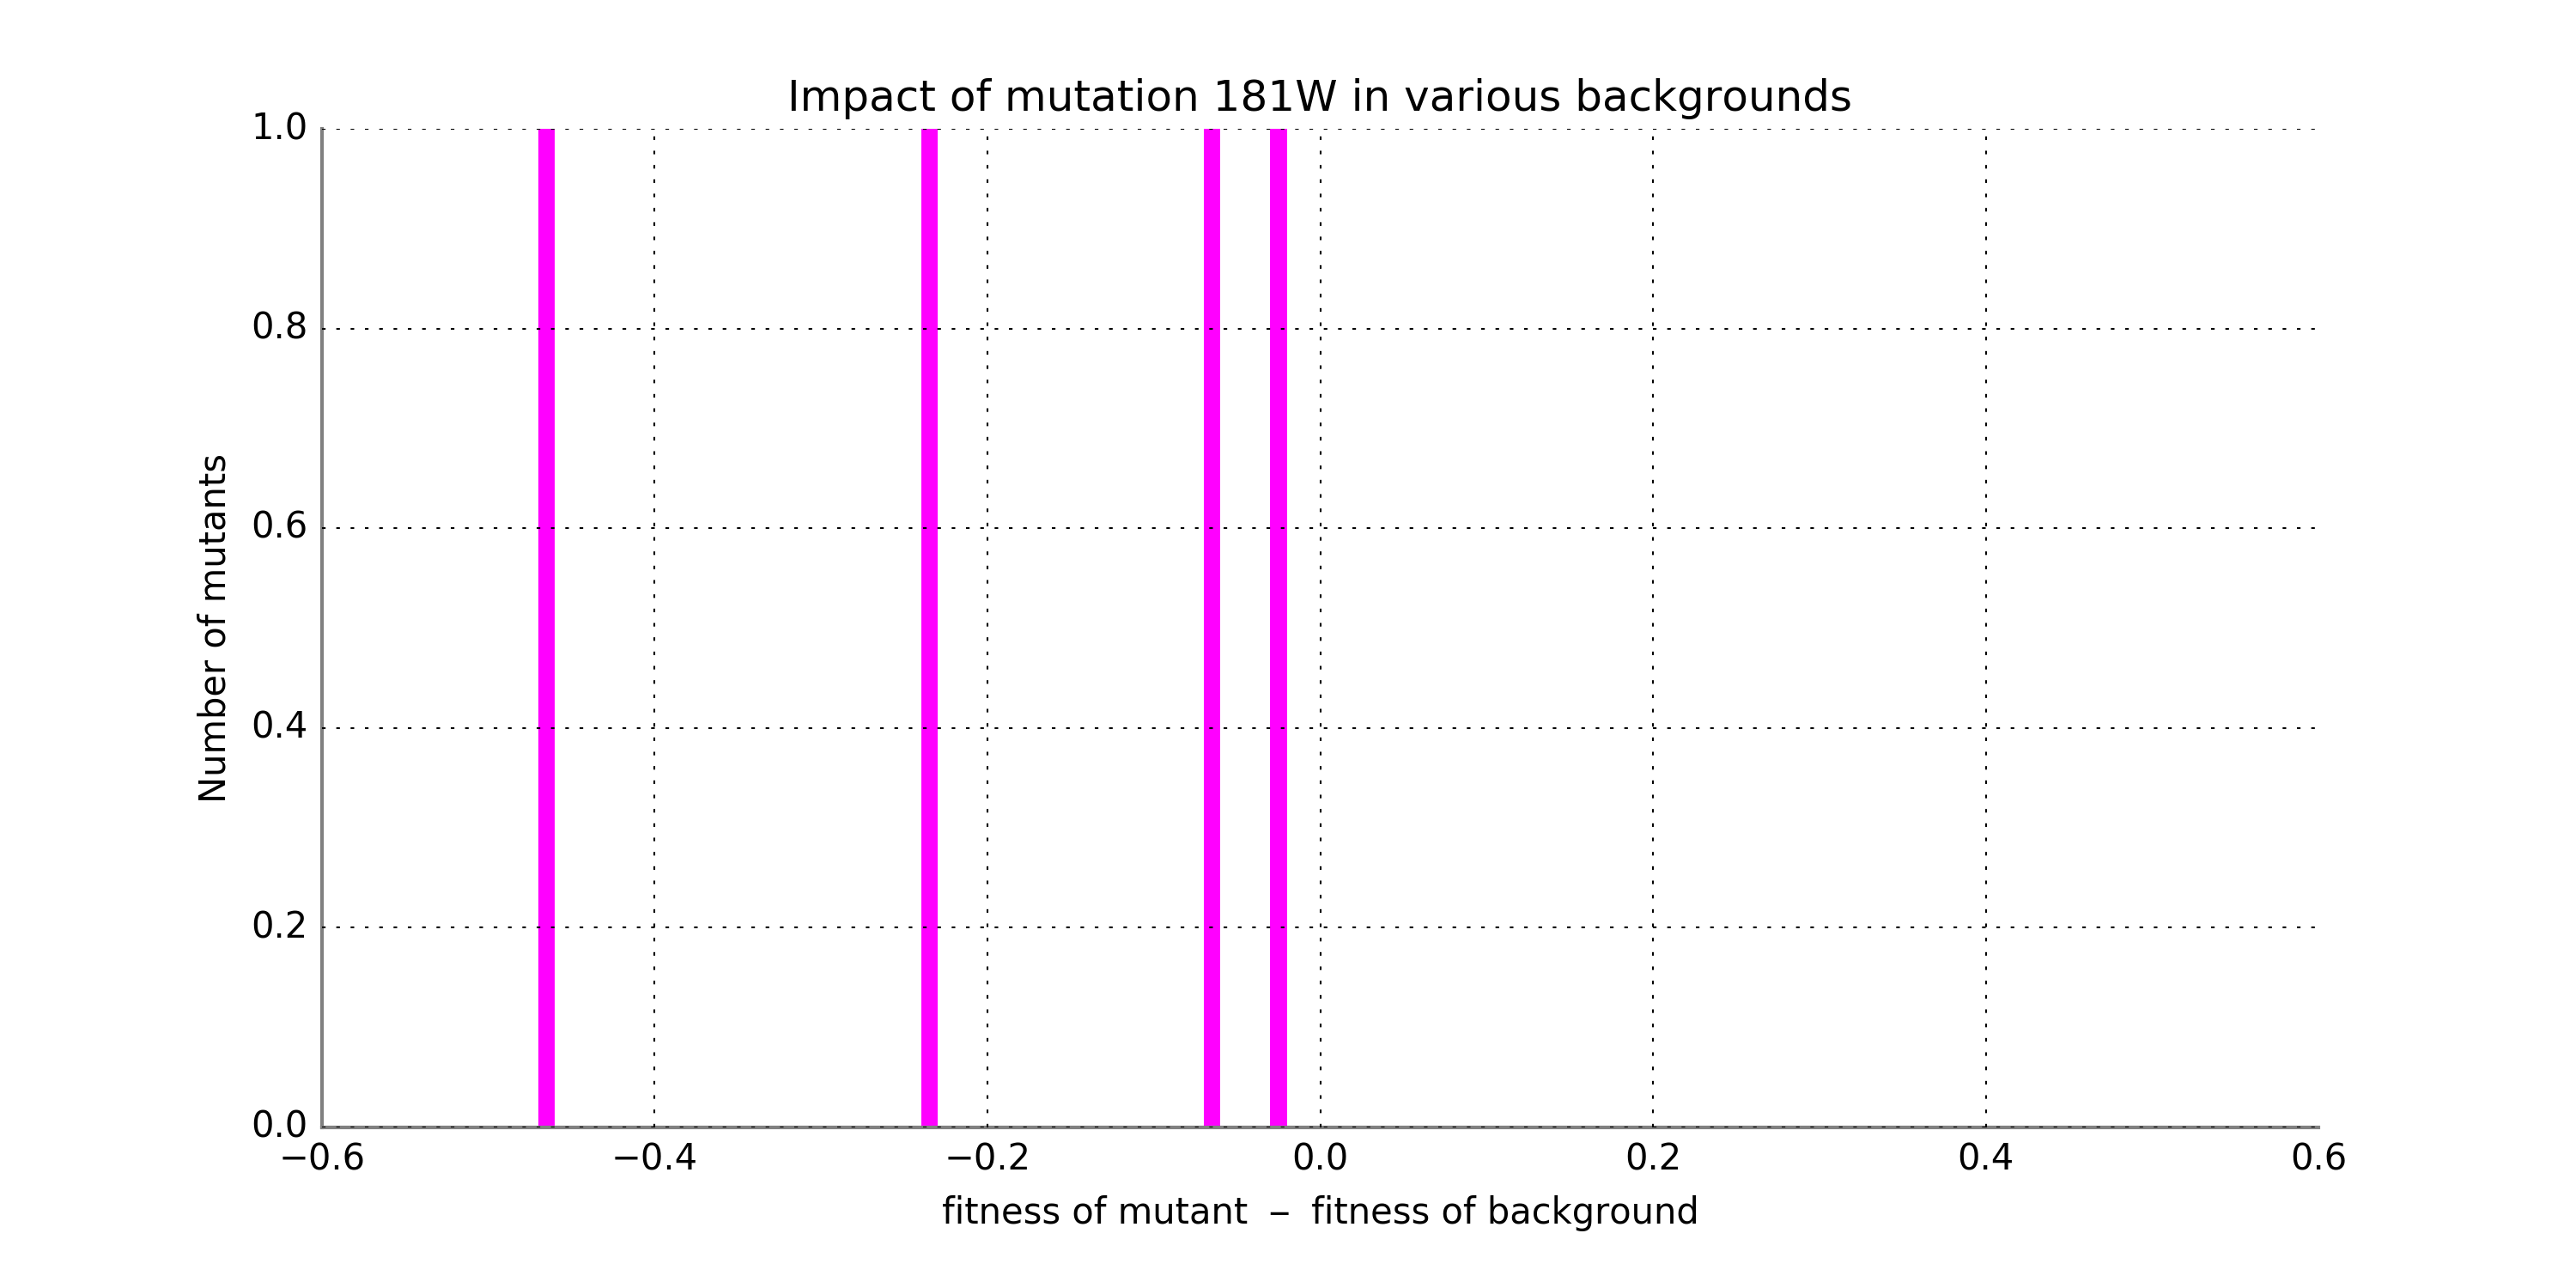 Impact of mutation 181W in various backgrounds
1.0
0.8
0.6
0.4
0.2
0.0
Number of mutants
−0.6 −0.4 −0.2 0.0 0.2 0.4 0.6
fitness of mutant − fitness of background